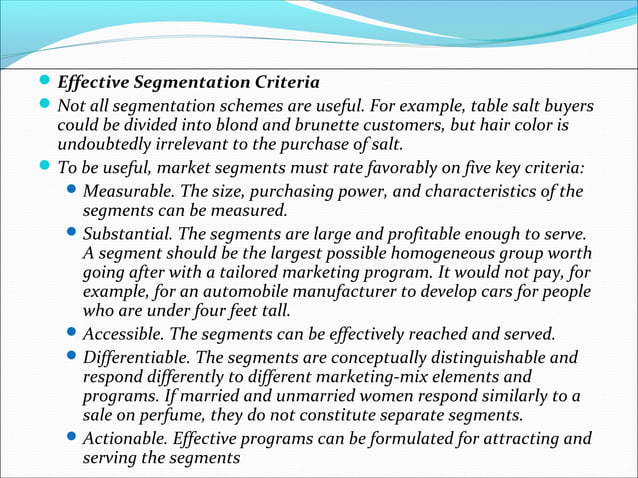 Effective Segmentation Criteria
Not all segmentation schemes are useful. For example, table salt buyers
could be divided into blond and brunette customers, but hair color is
undoubtedly irrelevant to the purchase of salt.
To be useful, market segments must rate favorably on five key criteria:
Measurable. The size, purchasing power, and characteristics of the
segments can be measured.
Substantial. The segments are large and profitable enough to serve.
A segment should be the largest possible homogeneous group worth
going after with a tailored marketing program. It would not pay, for
example, for an automobile manufacturer to develop cars for people
who are under four feet tall.
Accessible. The segments can be effectively reached and served.
Differentiable. The segments are conceptually distinguishable and
respond differently to different marketing-mix elements and
programs. If married and unmarried women respond similarly to a
sale on perfume, they do not constitute separate segments.
Actionable. Effective programs can be formulated for attracting and
serving the segments